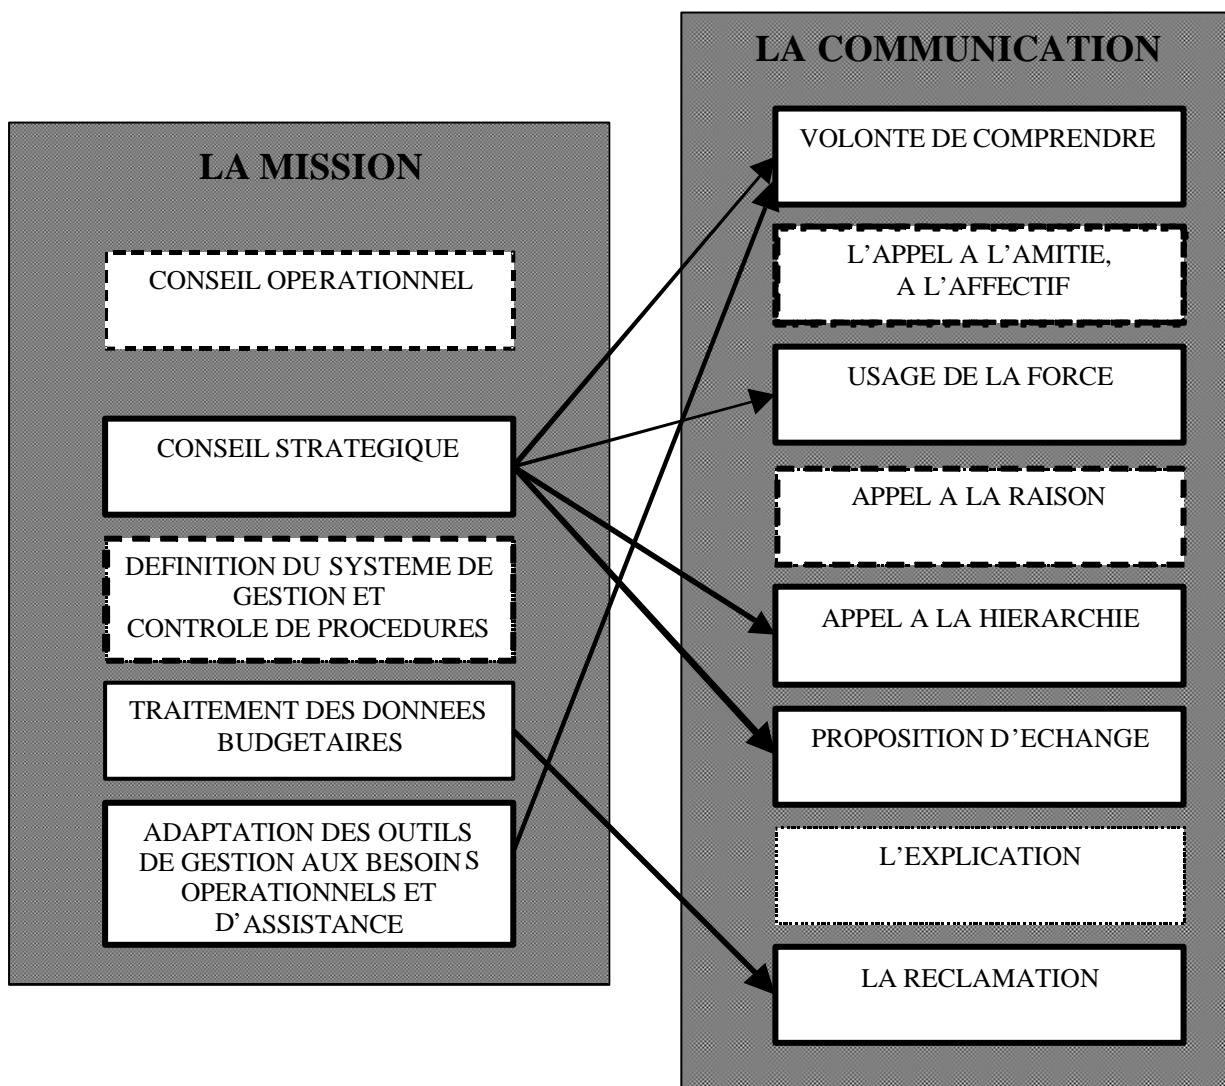 LA MISSION
CONSEIL OPERATIONNEL
CONSEIL STRATEGIQUE
DEFINITION DU SYSTEME DE
GESTION ET
CONTROLE DE PROCEDURES
TRAITEMENT DES DONNEES
BUDGETAIRES
ADAPTATION DES OUTILS
DE GESTION AUX BESOINS
OPERATIONNELS ET
D'ASSISTANCE
LA COMMUNICATION
VOLONTE DE COMPRENDRE
L'APPEL A L'AMITIE,
A L'AFFECTIF
USAGE DE LA FORCE
APPEL A LA RAISON
APPEL A LA HIERARCHIE
PROPOSITION D'ECHANGE
L'EXPLICATION
LA RECLAMATION